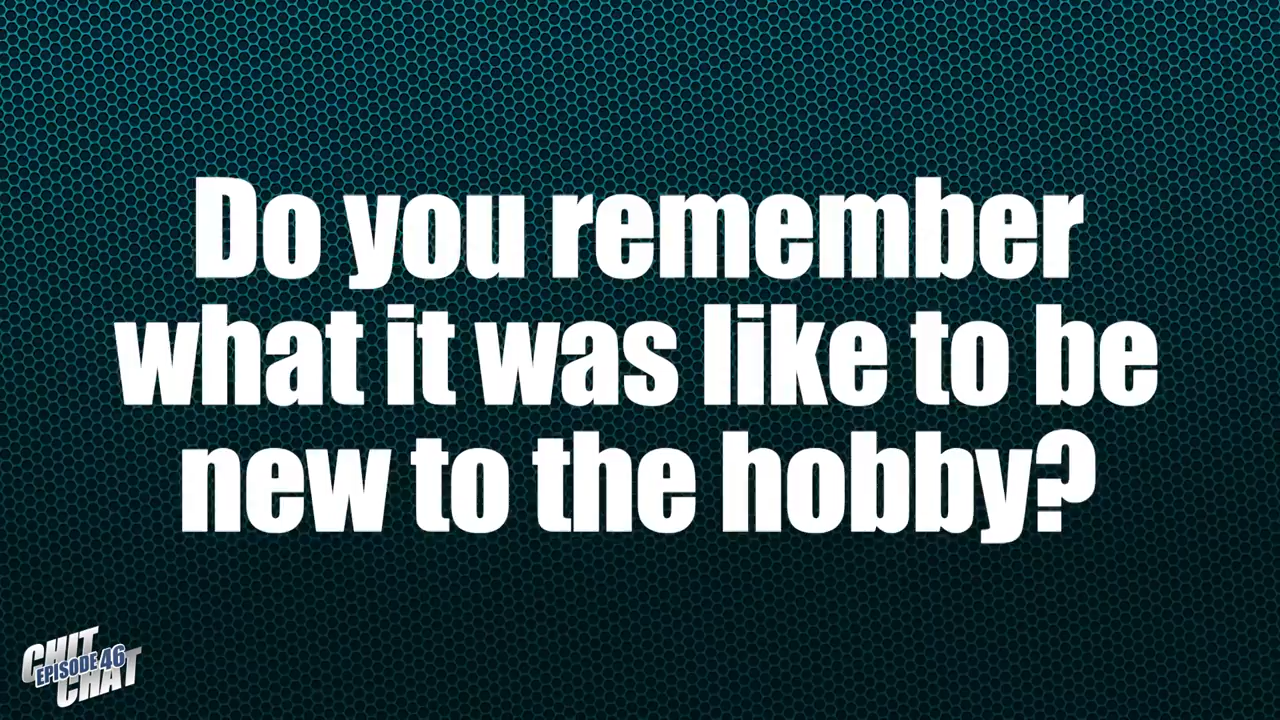 Do you remember
what it was like to be
new to the hobby?
CHIT
EPISODE 46
CHAT